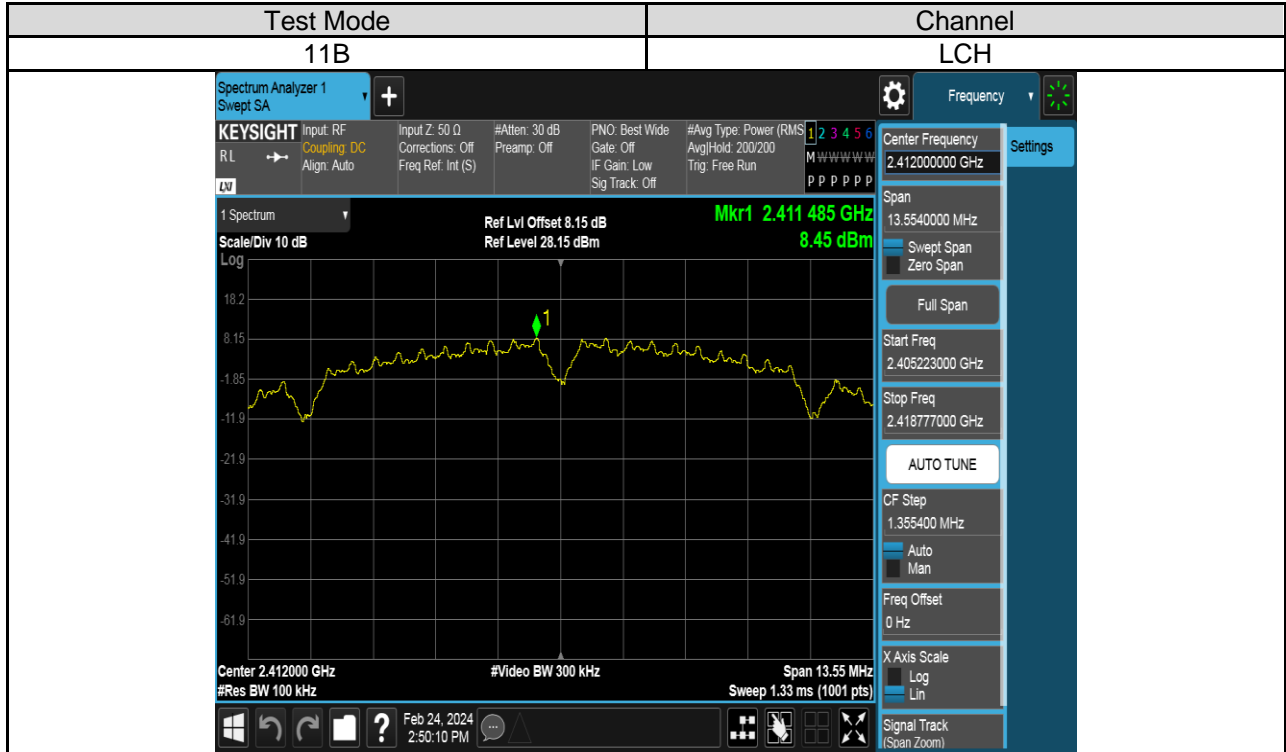 Test Mode Channel
11B LCH
Spectrum Analyzer 1
Swept SA
+
Frequency
KEYSIGHT
RL
LXI
Input: RF
Coupling: DC
Align: Auto
Input Z: 50 Ω
Corrections: Off
Freq Ref: Int (S)
#Atten: 30 dB
Preamp: Off
PNO: Best Wide
Gate: Off
IF Gain: Low
Sig Track: Off
#Avg Type: Power (RMS
Avg|Hold: 200/200
Trig: Free Run
1 2 3 4 5 6
M W W W W W
P P P P P P
1 Spectrum
Scale/Div 10 dB
Log
Ref Lvl Offset 8.15 dB
Ref Level 28.15 dBm
Mkr1 2.411 485 GHz
8.45 dBm
1
18.2
8.15
-1.85
-11.9
-21.9
-31.9
-41.9
-51.9
-61.9
Center 2.412000 GHz
#Res BW 100 kHz
#Video BW 300 kHz
Span 13.55 MHz
Sweep 1.33 ms (1001 pts)
Center Frequency
2.412000000 GHz
Settings
Span
13.5540000 MHz
Swept Span
Zero Span
Full Span
Start Freq
2.405223000 GHz
Stop Freq
2.418777000 GHz
AUTO TUNE
CF Step
1.355400 MHz
Auto
Man
Freq Offset
0 Hz
X Axis Scale
Log
Lin
Signal Track
(Span Zoom)
?
Feb 24, 2024
2:50:10 PM